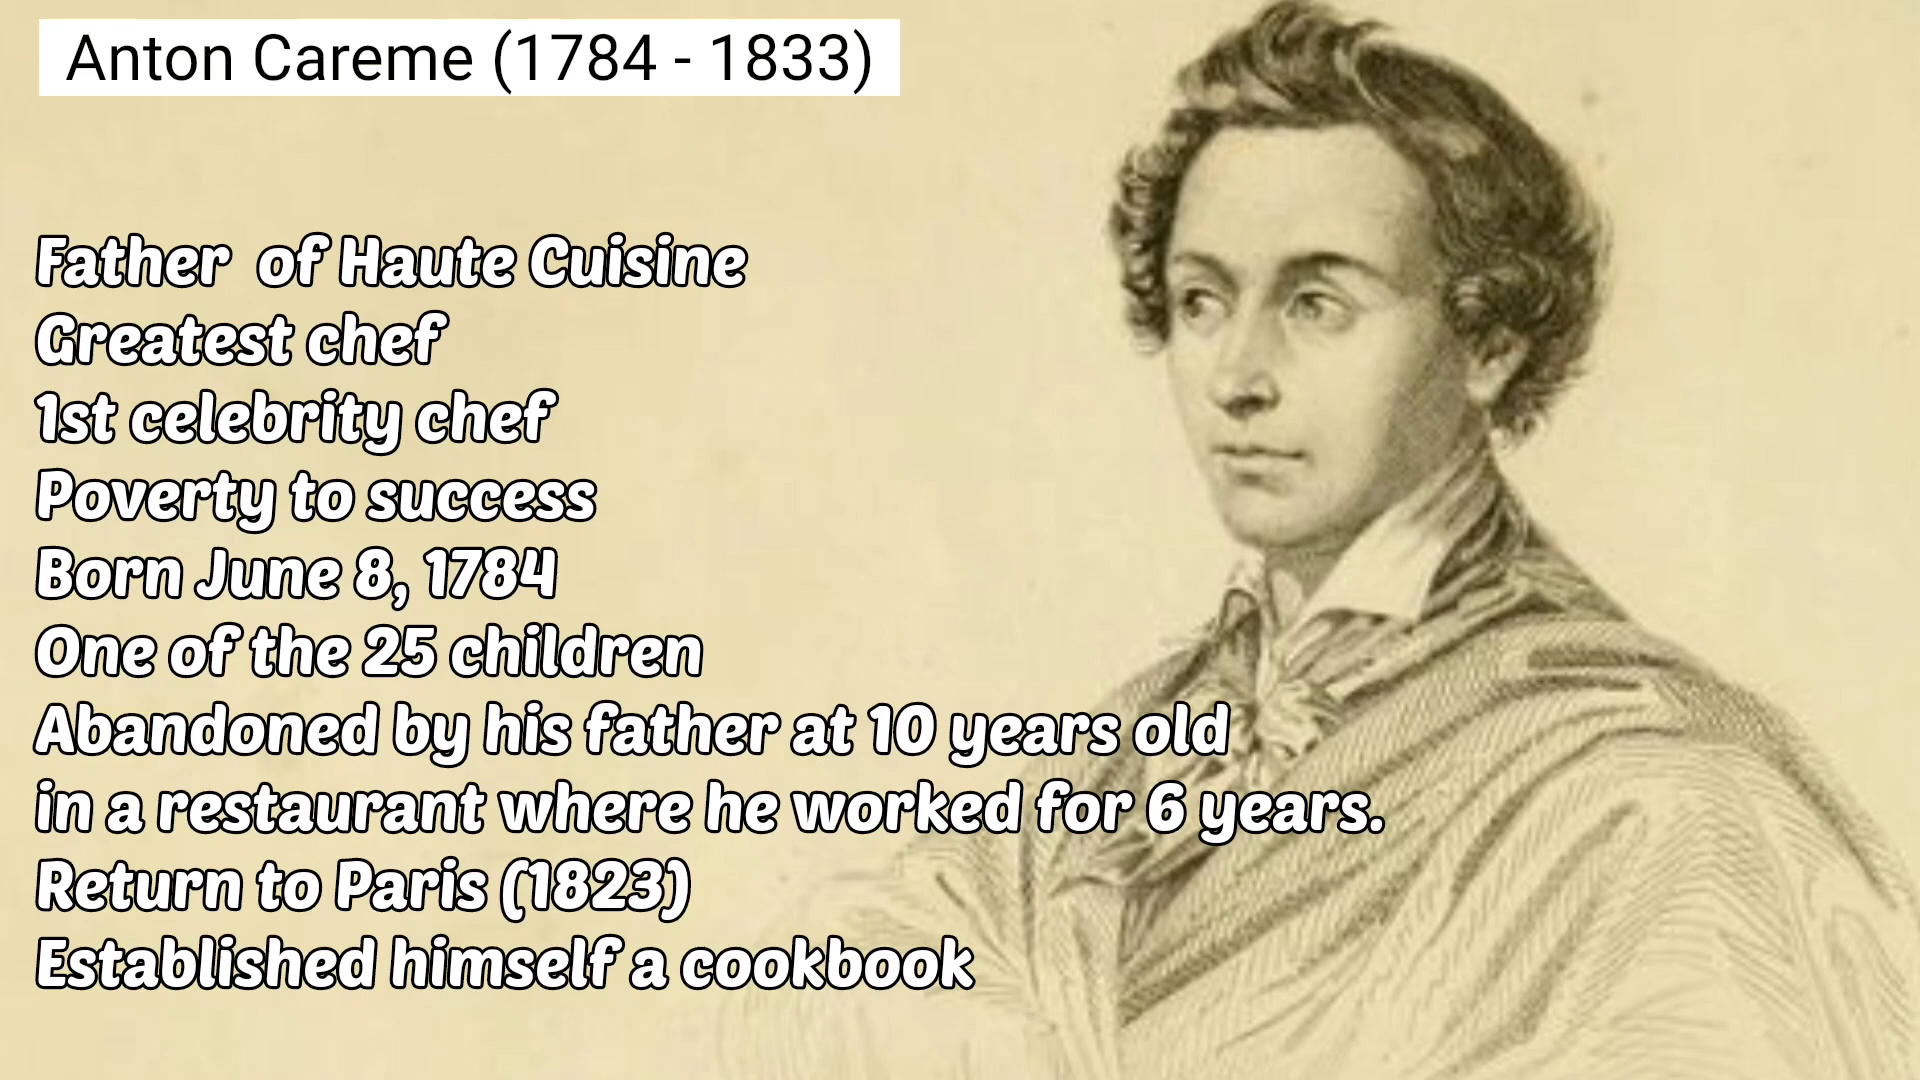 Anton Careme (1784 - 1833)
Father of Haute Cuisine
Greatest chef
1st celebrity chef
Poverty to success
Born June 8, 1784
One of the 25 children
Abandoned by his father at 10 years old
in a restaurant where he worked for 6 years.
Return to Paris (1823)
Established himself a cookbook